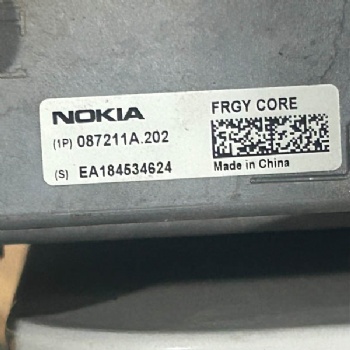 NOKIA
(1P) 087211A.202
(S) EA184534624
FRGY CORE
Made in China